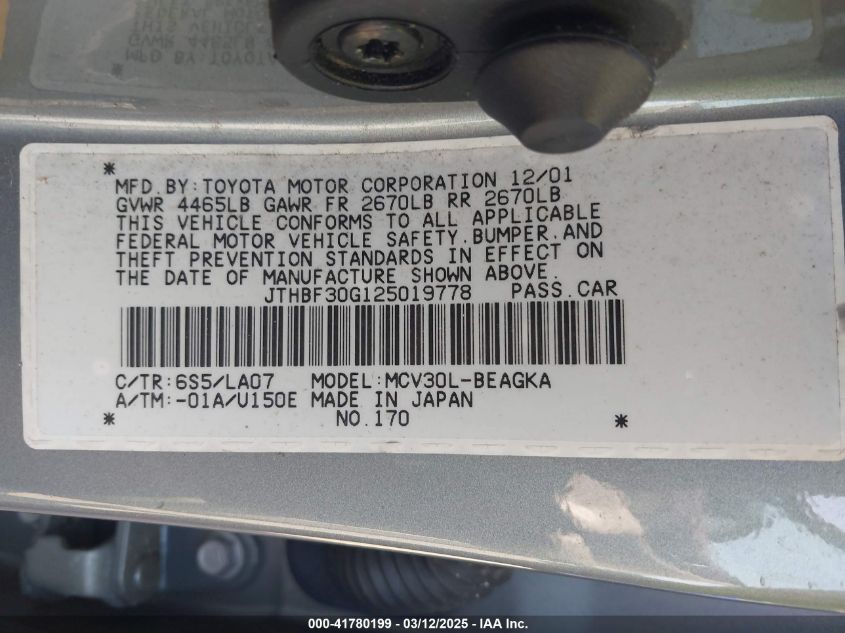 MFD.BY:TOYOTA MOTOR CORPORATION 12/01
GVWR 4465LB GAWR FR 2670LB RR 2670LB
THIS VEHICLE CONFORMS TO ALL APPLICABLE
FEDERAL MOTOR VEHICLE SAFETY,BUMPER,AND
THEFT PREVENTION STANDARDS IN EFFECT ON
THE DATE OF MANUFACTURE SHOWN ABOVE.
JTHBF30G125019778 PASS.CAR
C/TR:6S5/LA07 MODEL:MCV30L-BEAGKA
A/TM:-01A/U150E MADE IN JAPAN
NO.170
000-41780199 - 03/12/2025 - IAA Inc.